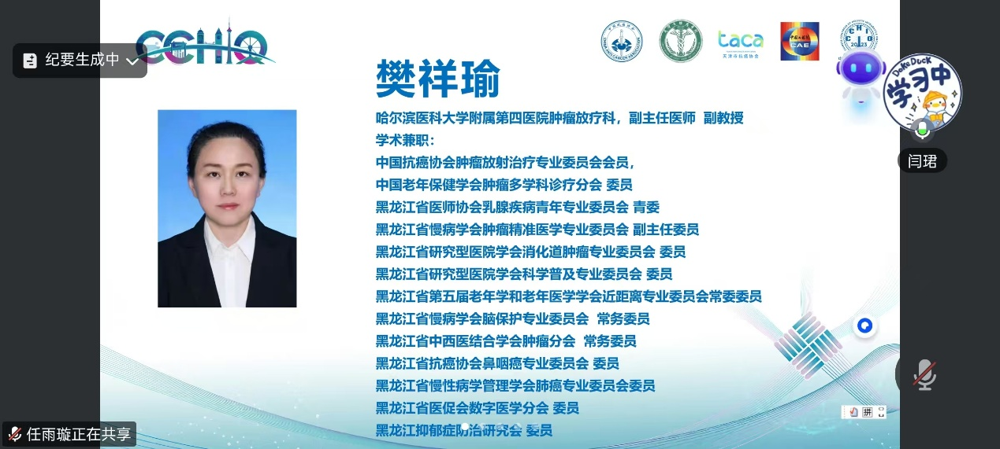 CCHIO
纪要生成中
taca
天津市抗癌协会
中国工程院
CAE
CHI
CIO
2023
DakeDuck
学习中
闫珺
樊祥瑜
哈尔滨医科大学附属第四医院肿瘤放疗科，副主任医师 副教授
学术兼职：
中国抗癌协会肿瘤放射治疗专业委员会会员，
中国老年保健学会肿瘤多学科诊疗分会 委员
黑龙江省医师协会乳腺疾病青年专业委员会 青委
黑龙江省慢病学会肿瘤精准医学专业委员会 副主任委员
黑龙江省研究型医院学会消化道肿瘤专业委员会 委员
黑龙江省研究型医院学会科学普及专业委员会 委员
黑龙江省第五届老年学和老年医学学会近距离专业委员会常委委员
黑龙江省慢病学会脑保护专业委员会 常务委员
黑龙江省中西医结合学会肿瘤分会 常务委员
黑龙江省抗癌协会鼻咽癌专业委员会 委员
黑龙江省慢性病学管理学会肺癌专业委员会委员
黑龙江省医促会数字医学分会 委员
黑龙江抑郁症防治研究会 委员
拼
任雨璇正在共享